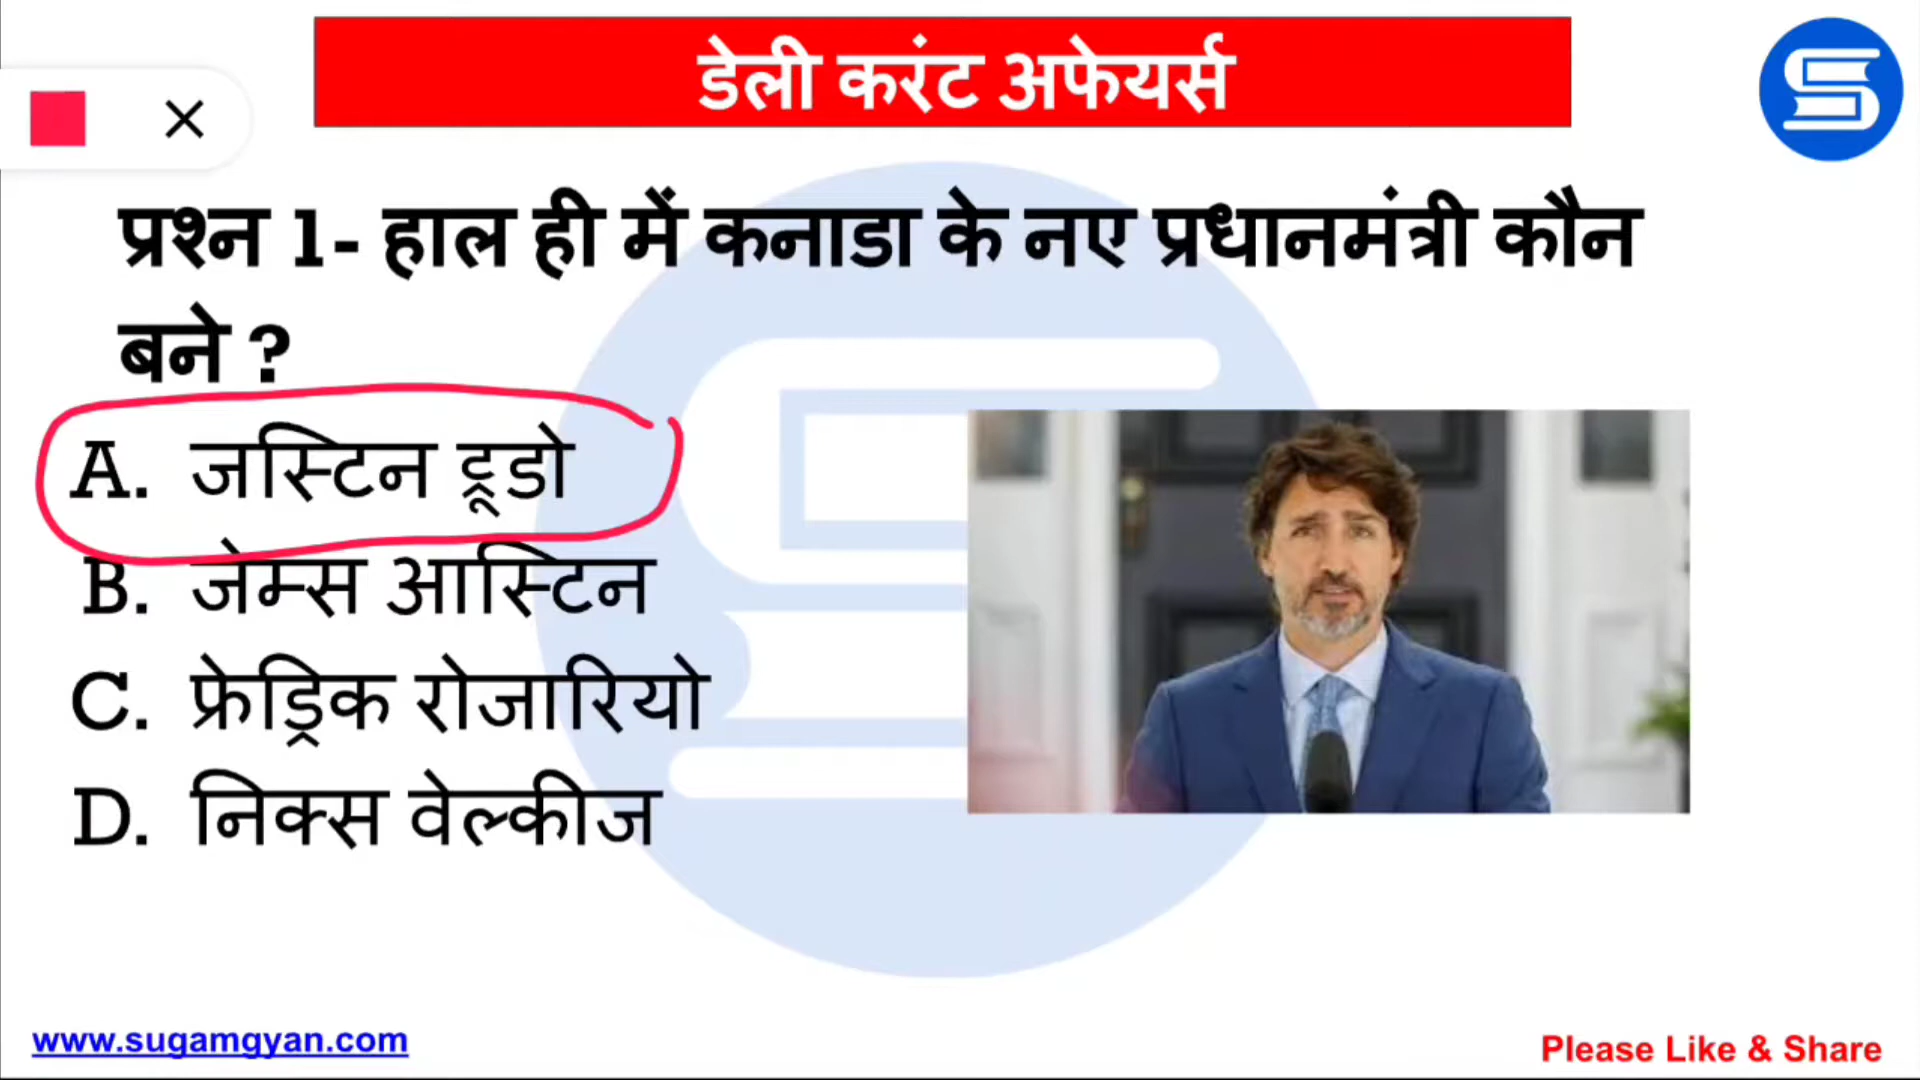 डेली करंट अफेयर्स
प्रश्न 1- हाल ही में कनाडा के नए प्रधानमंत्री कौन
बने ?
A. जस्टिन ट्रूडो
B. जेम्स आस्टिन
C. फ्रेड्रिक रोजारियो
D. निक्स वेल्कीज
www.sugamgyan.com
Please Like & Share